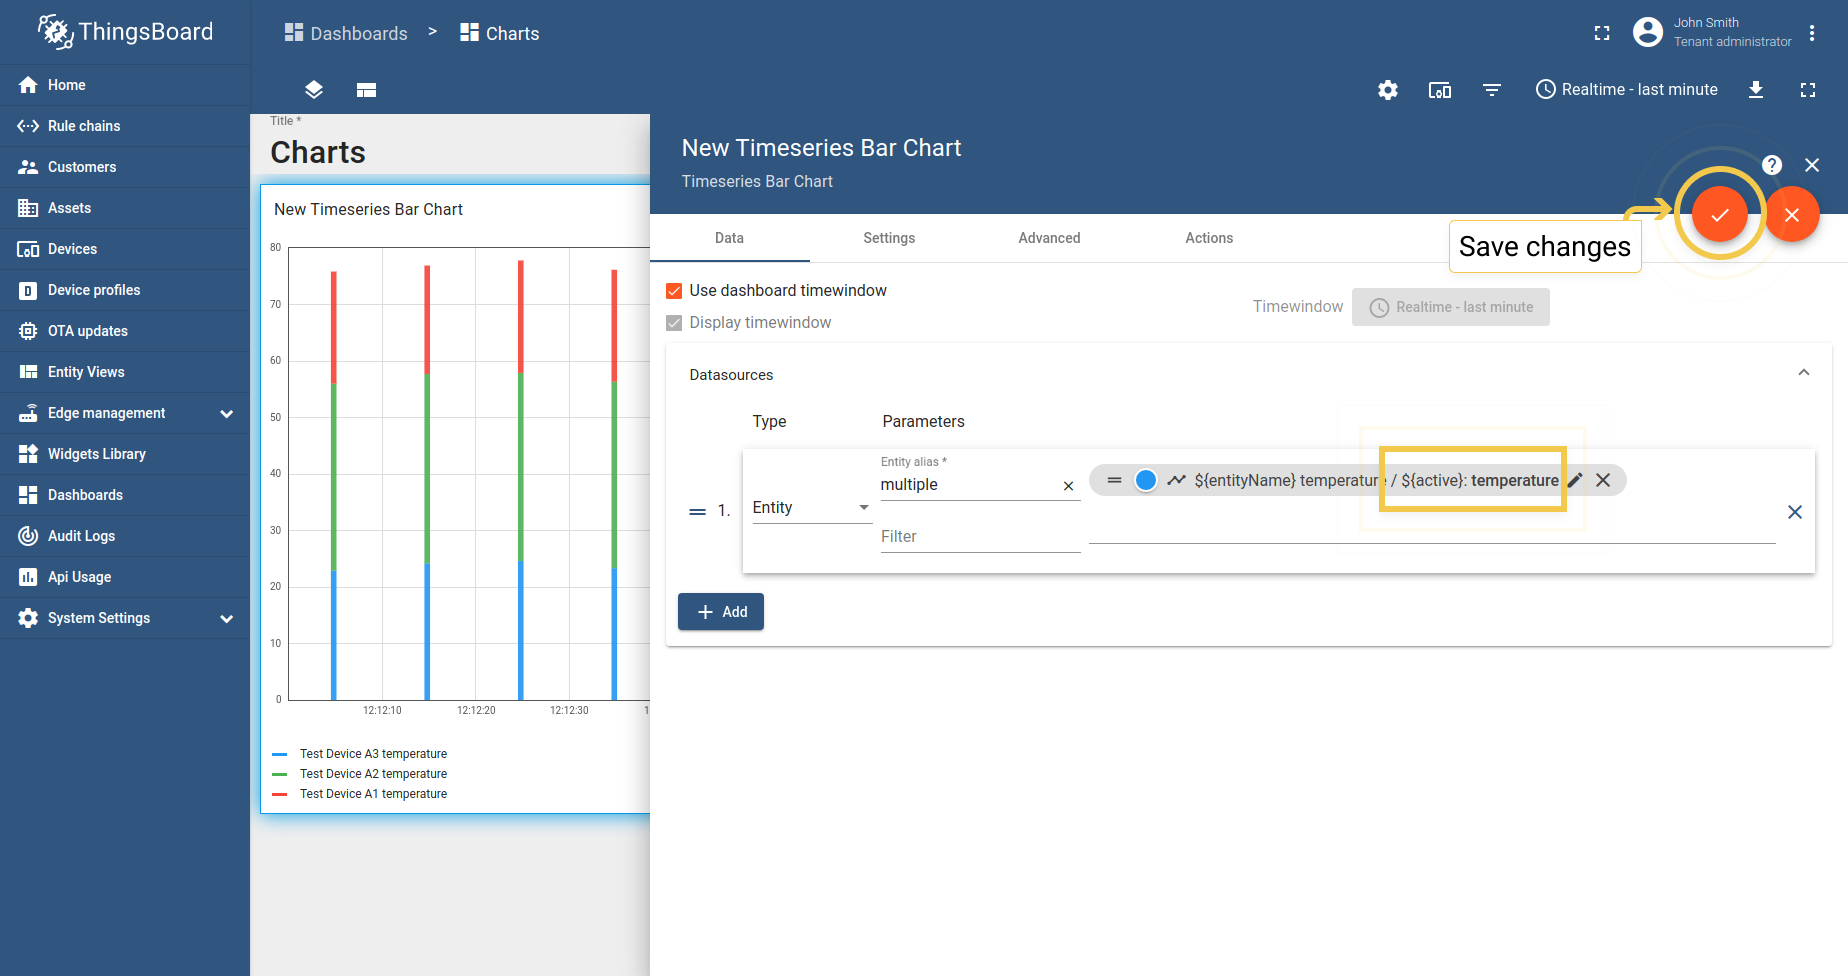 ThingsBoard
Dashboards > Charts
John Smith
Tenant administrator
Home
Rule chains
Customers
Assets
Devices
Device profiles
OTA updates
Entity Views
Edge management
Widgets Library
Dashboards
Audit Logs
Api Usage
System Settings
Realtime - last minute
Title *
Charts
New Timeseries Bar Chart
80
70
60
50
40
30
20
10
0
12:12:10
12:12:20
12:12:30
1
Test Device A3 temperature
Test Device A2 temperature
Test Device A1 temperature
New Timeseries Bar Chart
Timeseries Bar Chart
?
Save changes
Data
Settings
Advanced
Actions
Use dashboard timewindow
Display timewindow
Timewindow
Realtime - last minute
Datasources
Type
Parameters
1.
Entity
Entity alias *
multiple
Filter
${entityName} temperature / ${active}: temperature
Add